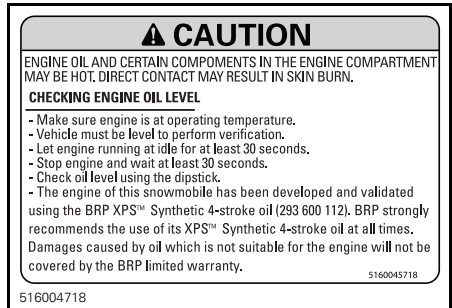 ⚠ CAUTION
ENGINE OIL AND CERTAIN COMPOMENTS IN THE ENGINE COMPARTMENT
MAY BE HOT. DIRECT CONTACT MAY RESULT IN SKIN BURN.
CHECKING ENGINE OIL LEVEL
- Make sure engine is at operating temperature.
- Vehicle must be level to perform verification.
- Let engine running at idle for at least 30 seconds.
- Stop engine and wait at least 30 seconds.
- Check oil level using the dipstick.
- The engine of this snowmobile has been developed and validated
using the BRP XPS™ Synthetic 4-stroke oil (293 600 112). BRP strongly
recommends the use of its XPS™ Synthetic 4-stroke oil at all times.
Damages caused by oil which is not suitable for the engine will not be
covered by the BRP limited warranty.
5160045718
516004718